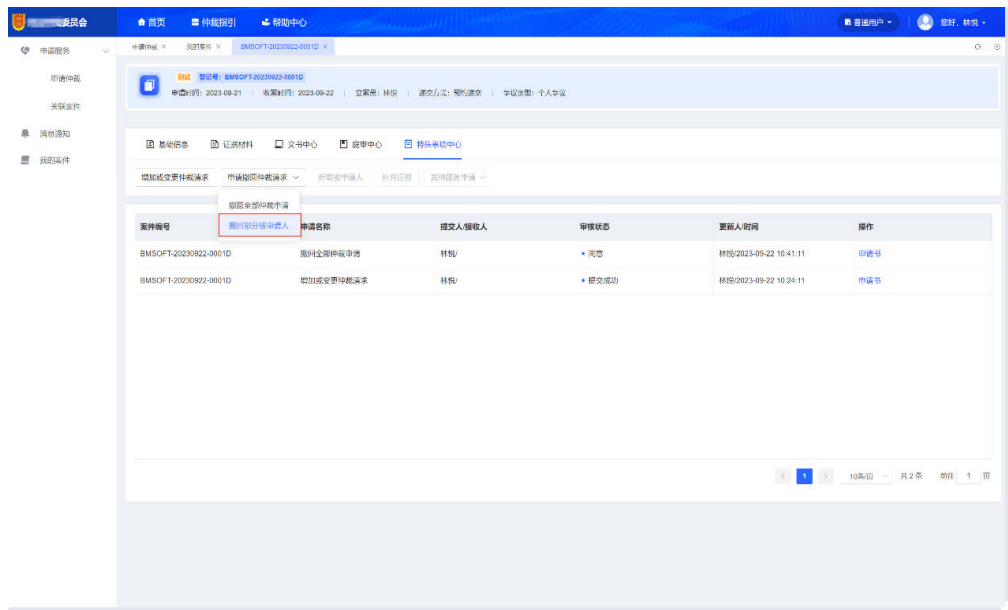 委员会 首页 仲裁指引 帮助中心 普通用户 您好，林悦
申请服务 申请仲裁 × 我的案件 × BMSOFT-20230922-0001D ×
申请仲裁
关联案件
消息通知
我的案件
测试 登记号：BMSOFT-20230922-0001D
申请时间：2023-09-21 | 收案时间：2023-09-22 | 立案员：林悦 | 递交方式：预约递交 | 争议类型：个人争议
基础信息 证据材料 文书中心 庭审中心 特殊事项中心
增加或变更仲裁请求 申请撤回仲裁请求 新增被申请人 补充证据 其他服务申请
撤回全部仲裁申请
撤回部分被申请人
案件编号 申请名称 提交人/接收人 审核状态 更新人/时间 操作
BMSOFT-20230922-0001D 撤回全部仲裁申请 林悦/ 同意 林悦/2023-09-22 10:41:11 申请书
BMSOFT-20230922-0001D 增加或变更仲裁请求 林悦/ 提交成功 林悦/2023-09-22 10:24:11 申请书
< 1 > 10条/页 共2条 前往 1 页